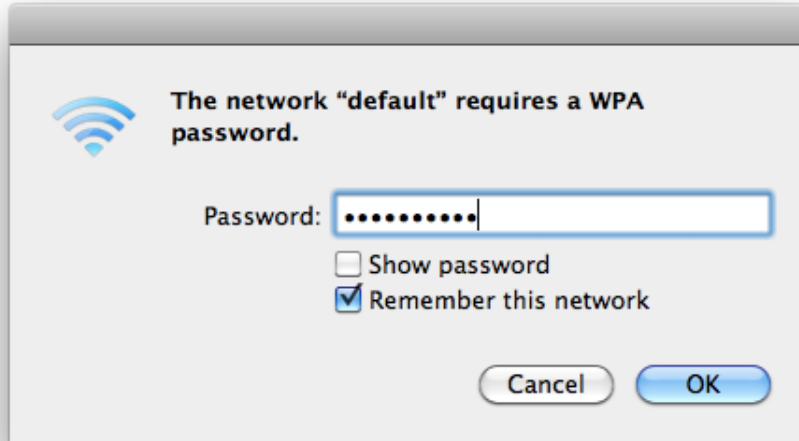 The network “default” requires a WPA
password.
Password: ••••••••••
Show password
Remember this network
Cancel OK